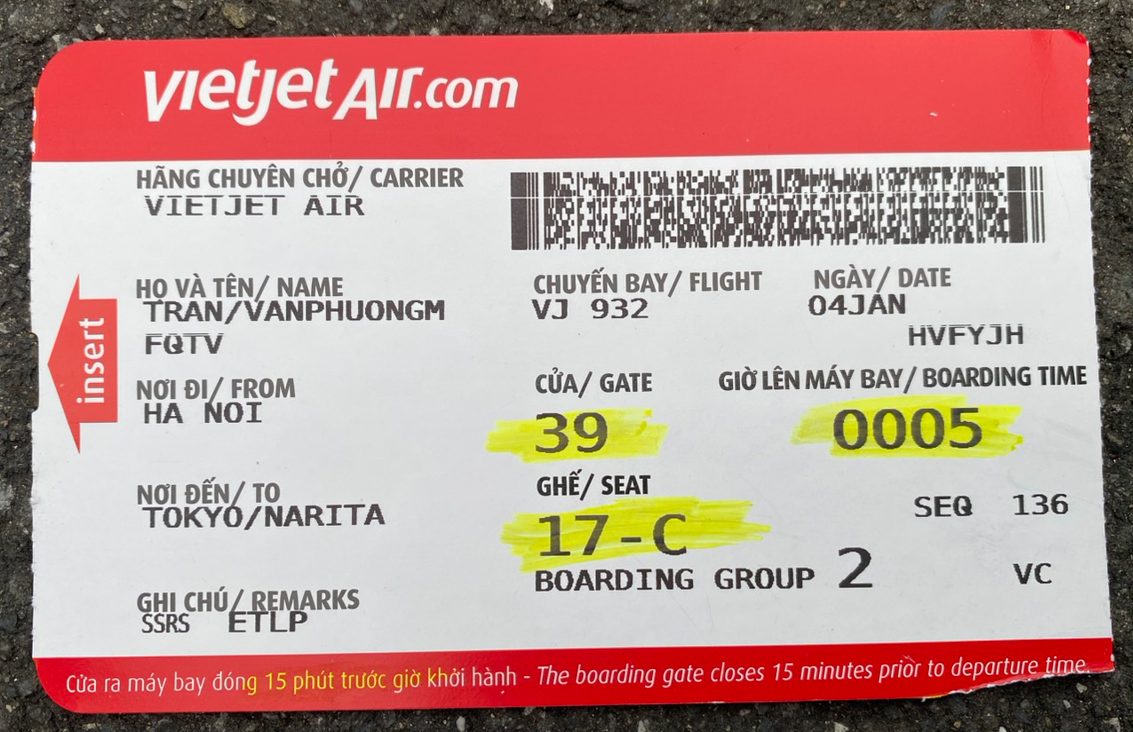 vietjetAir.com
HÃNG CHUYÊN CHỞ/ CARRIER
VIETJET AIR
HỌ VÀ TÊN/ NAME
TRAN/VANPHUONGM
FQTV
CHUYẾN BAY/ FLIGHT
VJ 932
NGÀY/ DATE
04JAN
HVFYJH
NƠI ĐI/ FROM
HA NOI
CỬA/ GATE
39
GIỜ LÊN MÁY BAY/ BOARDING TIME
0005
NƠI ĐẾN/ TO
TOKYO/NARITA
GHẾ/ SEAT
17-C
SEQ 136
BOARDING GROUP 2
VC
GHI CHÚ/ REMARKS
SSRS ETLP
insert
Cửa ra máy bay đóng 15 phút trước giờ khởi hành - The boarding gate closes 15 minutes prior to departure time.